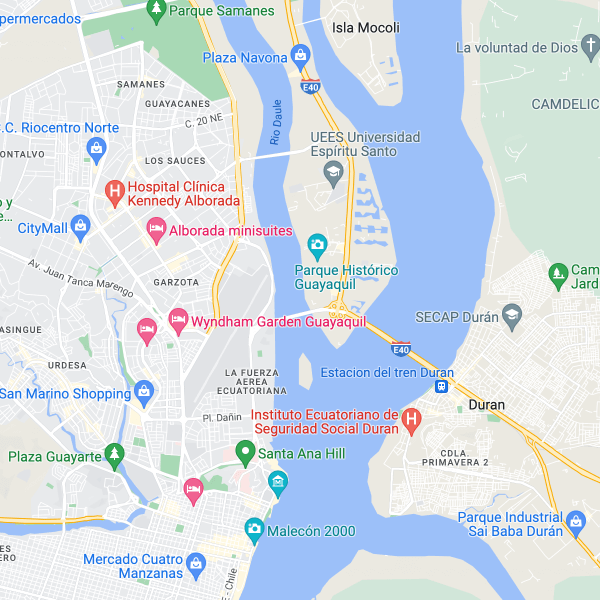 Parque Samanes
permercados
Isla Mocoli
Plaza Navona
La voluntad de Dios
SAMANES
E40
GUAYACANES
CAMDELIC
C. 20 NE
Rio Daule
C.C. Riocentro Norte
UEES Universidad
Espíritu Santo
ONTALVO
LOS SAUCES
Hospital Clínica
Kennedy Alborada
o y
e...
CityMall
Alborada minisuites
Av. Juan Tanca Marengo
Parque Histórico
Guayaquil
Cam
Jard
GARZOTA
SECAP Durán
Wyndham Garden Guayaquil
ASINGUE
E40
URDESA
LA FUERZA
AEREA
ECUATORIANA
Estacion del tren Duran
San Marino Shopping
Duran
Pl. Dañin
Instituto Ecuatoriano de
Seguridad Social Duran
Plaza Guayarte
Santa Ana Hill
CDLA.
PRIMAVERA 2
Parque Industrial
Sai Baba Durán
Malecón 2000
ES
ERO
Mercado Cuatro
Manzanas
E - Chile